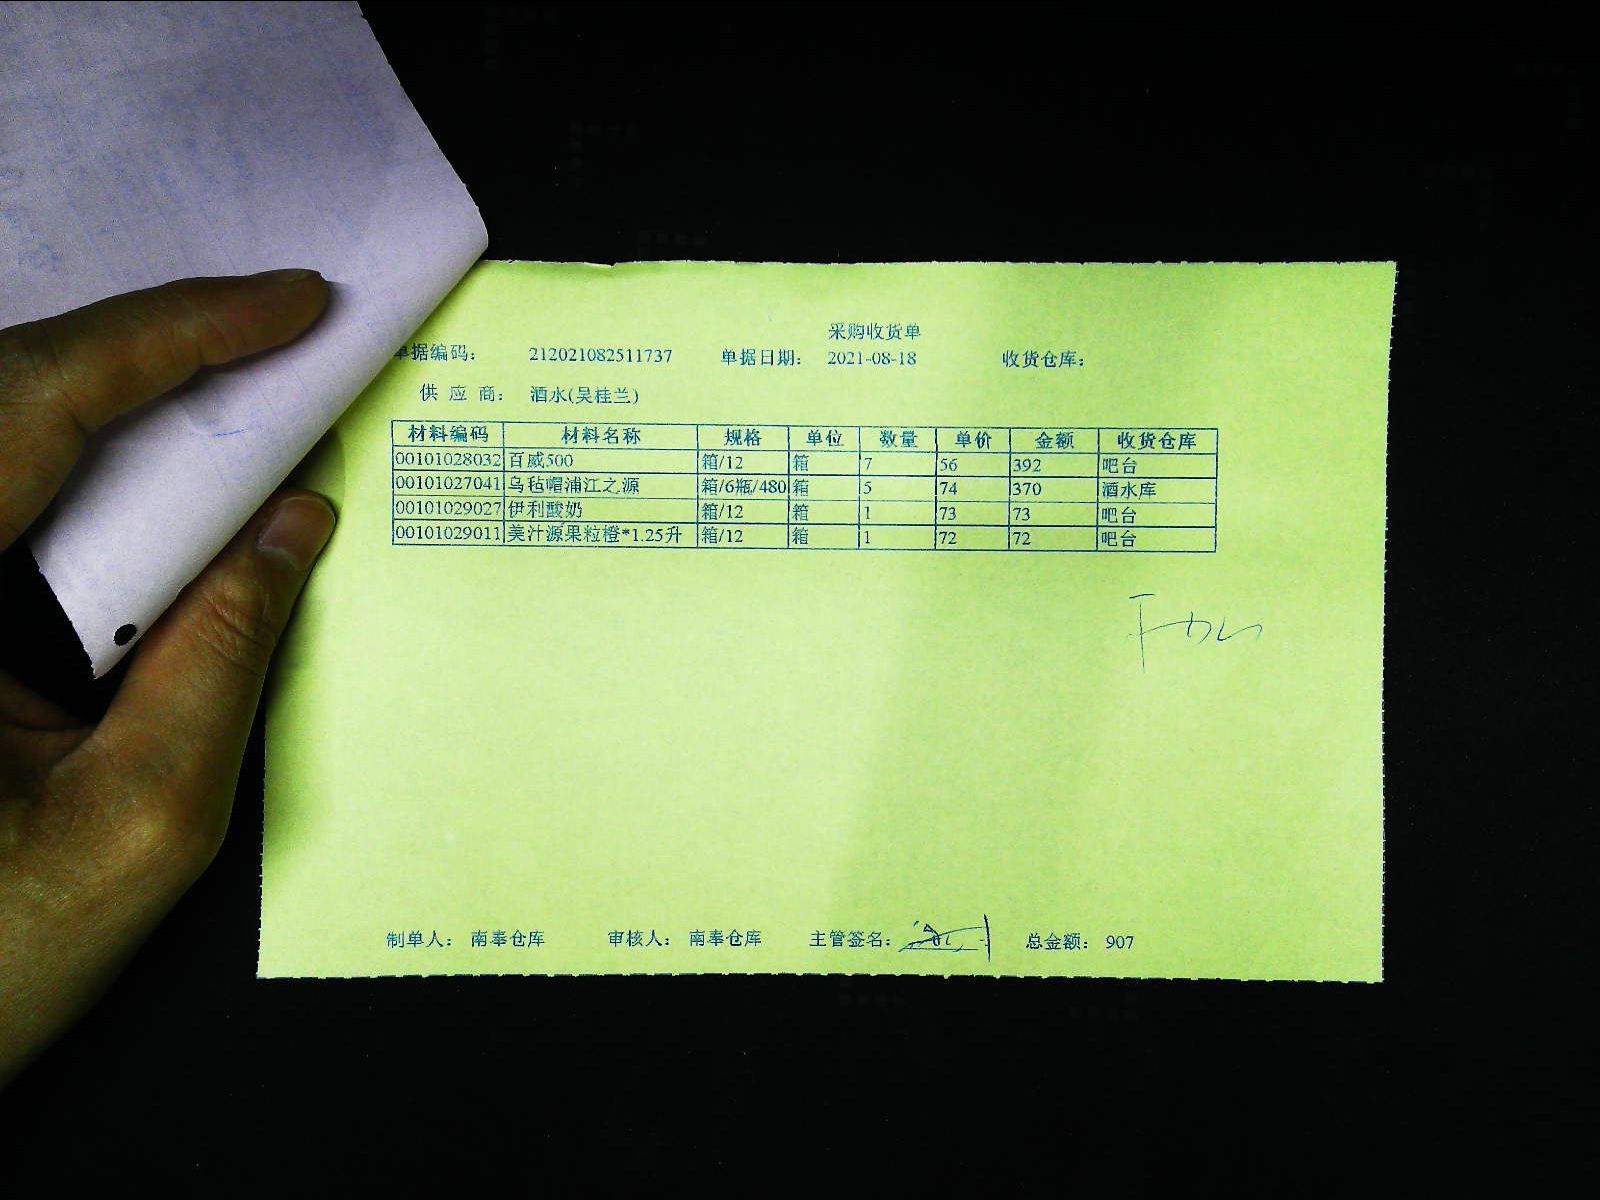 采购收货单
单据编码： 212021082511737 单据日期： 2021-08-18 收货仓库：
供 应 商： 酒水(吴桂兰)
材料编码 材料名称 规格 单位 数量 单价 金额 收货仓库
00101028032 百威500 箱/12 箱 7 56 392 吧台
00101027041 乌毡帽浦江之源 箱/6瓶/480 箱 5 74 370 酒水库
00101029027 伊利酸奶 箱/12 箱 1 73 73 吧台
00101029011 美汁源果粒橙*1.25升 箱/12 箱 1 72 72 吧台
制单人： 南奉仓库 审核人： 南奉仓库 主管签名： 总金额： 907